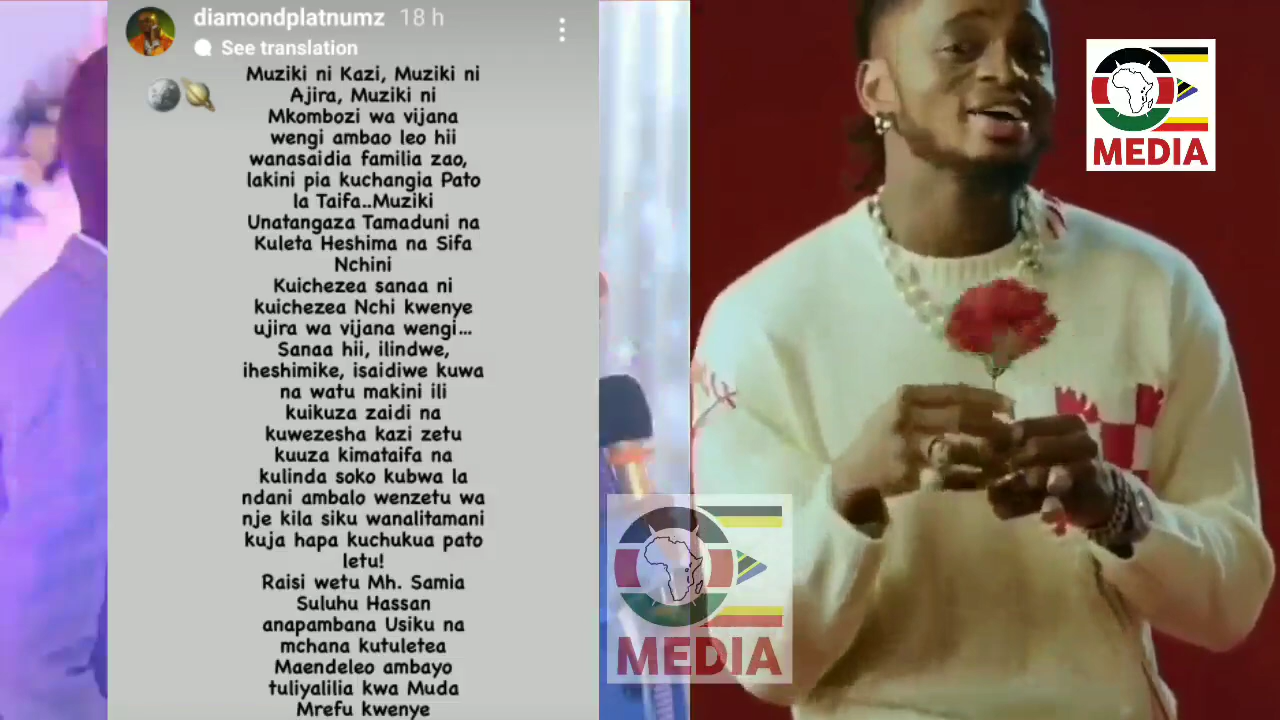 diamondplatnumz 18 h
See translation
Muziki ni Kazi, Muziki ni
Ajira, Muziki ni
Mkombozi wa vijana
wengi ambao leo hii
wanasaidia familia zao,
lakini pia kuchangia Pato
la Taifa..Muziki
Unatangaza Tamaduni na
Kuleta Heshima na Sifa
Nchini
Kuichezea sanaa ni
kuichezea Nchi kwenye
ujira wa vijana wengi...
Sanaa hii, ilindwe,
iheshimike, isaidiwe kuwa
na watu makini ili
kuikuza zaidi na
kuwezesha kazi zetu
kuuza kimataifa na
kulinda soko kubwa la
ndani ambalo wenzetu wa
nje kila siku wanalitamani
kuja hapa kuchukua pato
letu!
Raisi wetu Mh. Samia
Suluhu Hassan
anapambana Usiku na
mchana kutuletea
Maendeleo ambayo
tuliyalilia kwa Muda
Mrefu kwenye
MEDIA
MEDIA